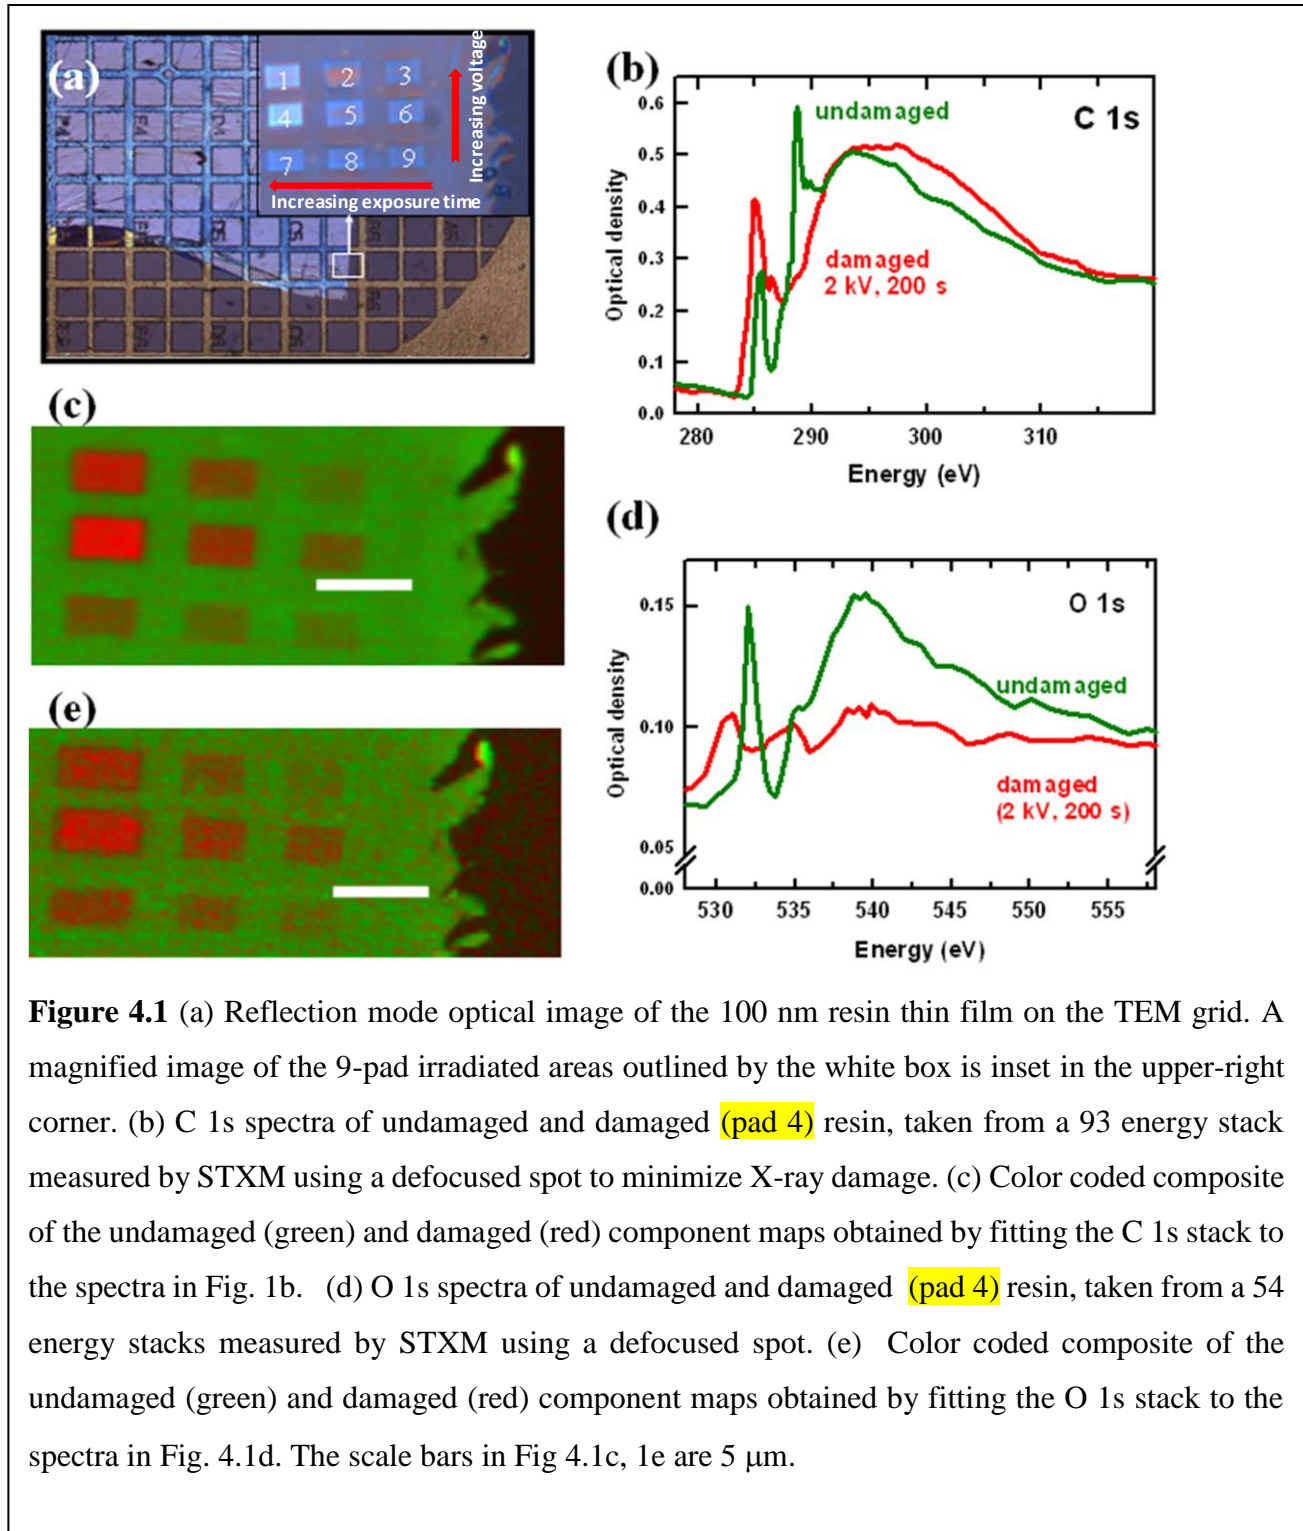 (a)
1 2 3
4 5 6
7 8 9
Increasing voltage
Increasing exposure time
(b)
undamaged
C 1s
damaged
2 kV, 200 s
Optical density
0.6
0.5
0.4
0.3
0.2
0.1
0.0
280 290 300 310
Energy (eV)
(c)
(d)
O 1s
undamaged
damaged
(2 kV, 200 s)
Optical density
0.15
0.10
0.05
0.00
530 535 540 545 550 555
Energy (eV)
(e)
Figure 4.1 (a) Reflection mode optical image of the 100 nm resin thin film on the TEM grid. A
magnified image of the 9-pad irradiated areas outlined by the white box is inset in the upper-right
corner. (b) C 1s spectra of undamaged and damaged (pad 4) resin, taken from a 93 energy stack
measured by STXM using a defocused spot to minimize X-ray damage. (c) Color coded composite
of the undamaged (green) and damaged (red) component maps obtained by fitting the C 1s stack to
the spectra in Fig. 1b. (d) O 1s spectra of undamaged and damaged (pad 4) resin, taken from a 54
energy stacks measured by STXM using a defocused spot. (e) Color coded composite of the
undamaged (green) and damaged (red) component maps obtained by fitting the O 1s stack to the
spectra in Fig. 4.1d. The scale bars in Fig 4.1c, 1e are 5 μm.